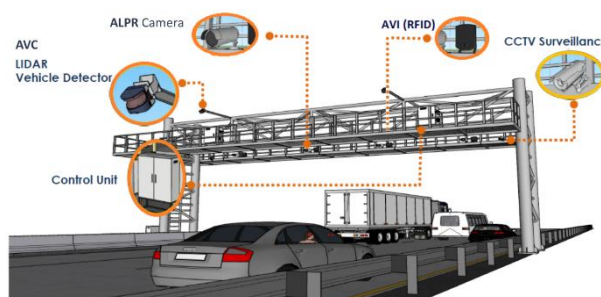 ALPR Camera
AVI (RFID)
AVC
LIDAR
Vehicle Detector
CCTV Surveillanc
Control Unit